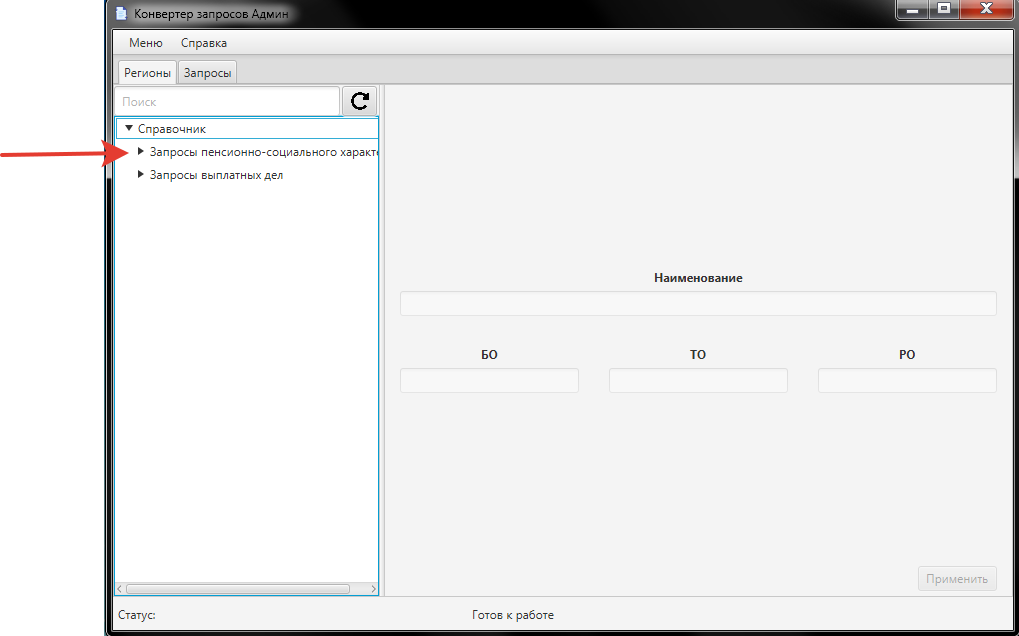 Конвертер запросов Админ
Меню Справка
Регионы Запросы
Поиск
Справочник
Запросы пенсионно-социального характе
Запросы выплатных дел
Наименование
БО ТО РО
Применить
Статус: Готов к работе